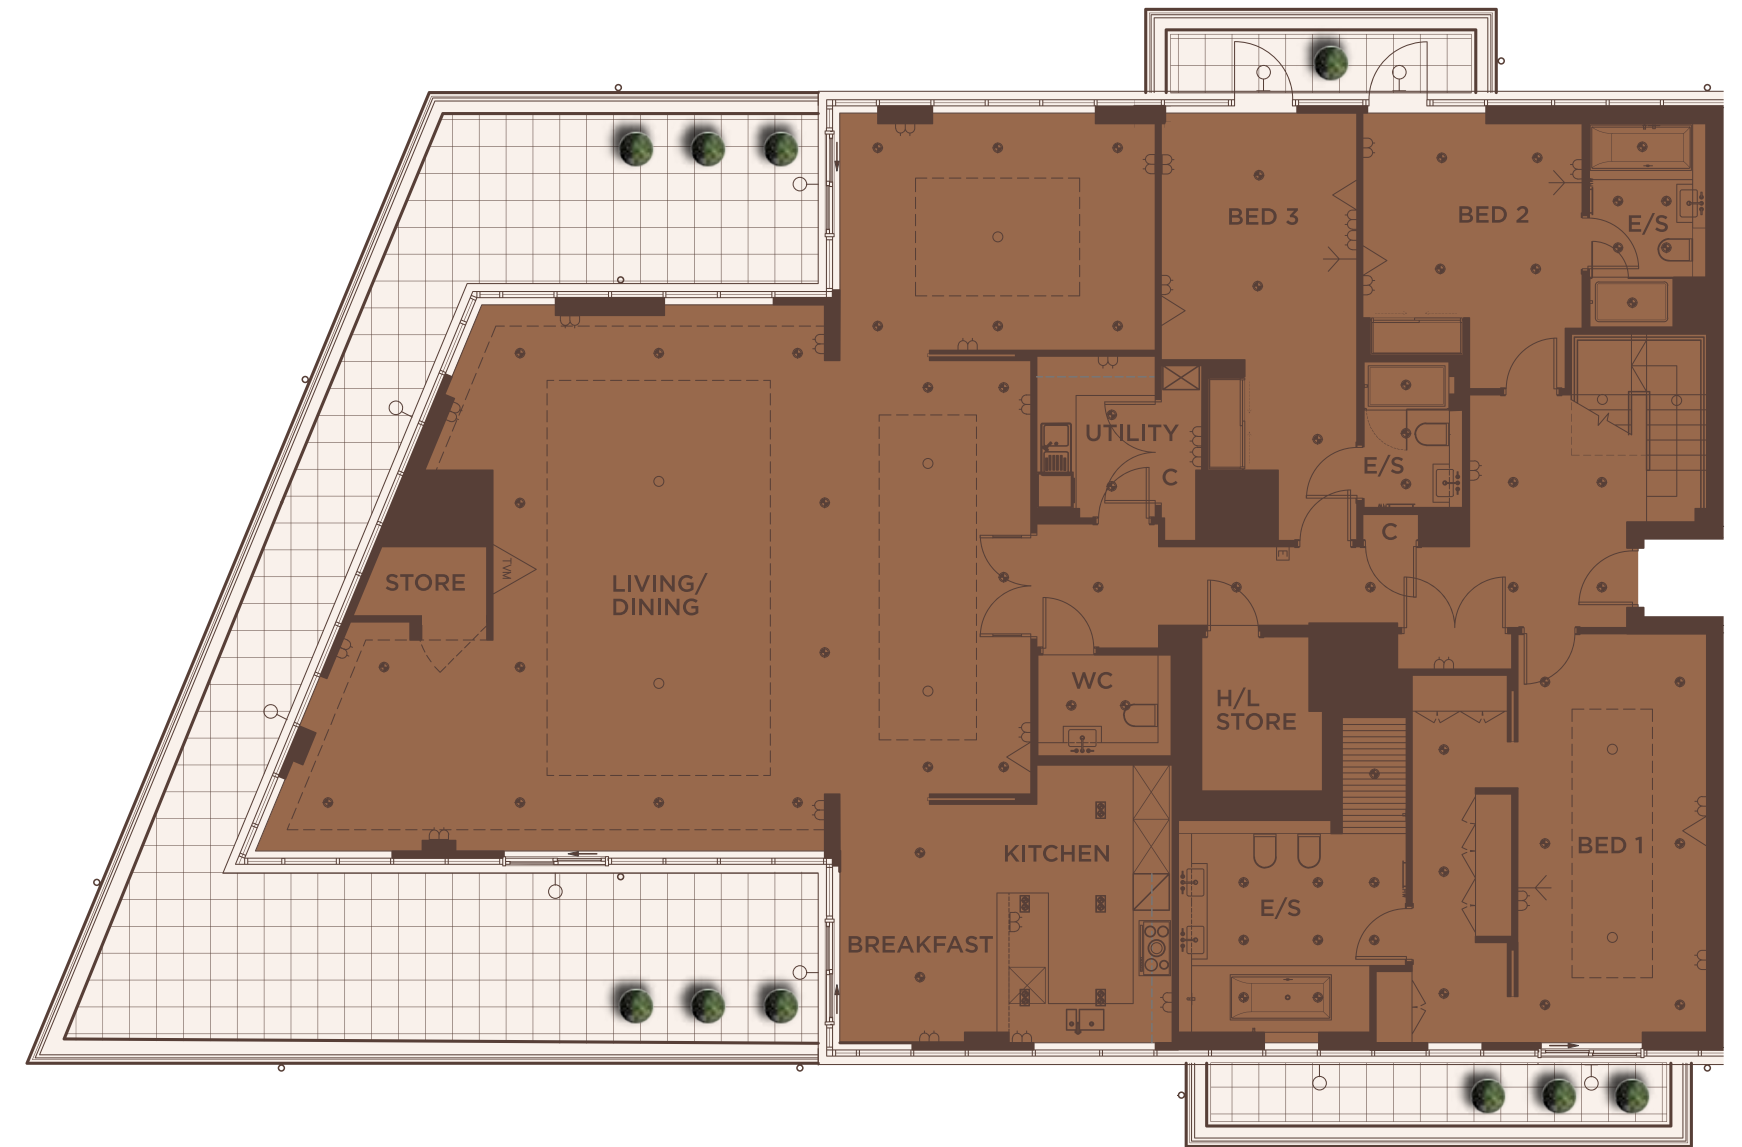 BED 3
BED 2
E/S
UTILITY
C
E/S
C
E
STORE
TVM
LIVING/
DINING
WC
H/L
STORE
KITCHEN
BREAKFAST
E/S
BED 1